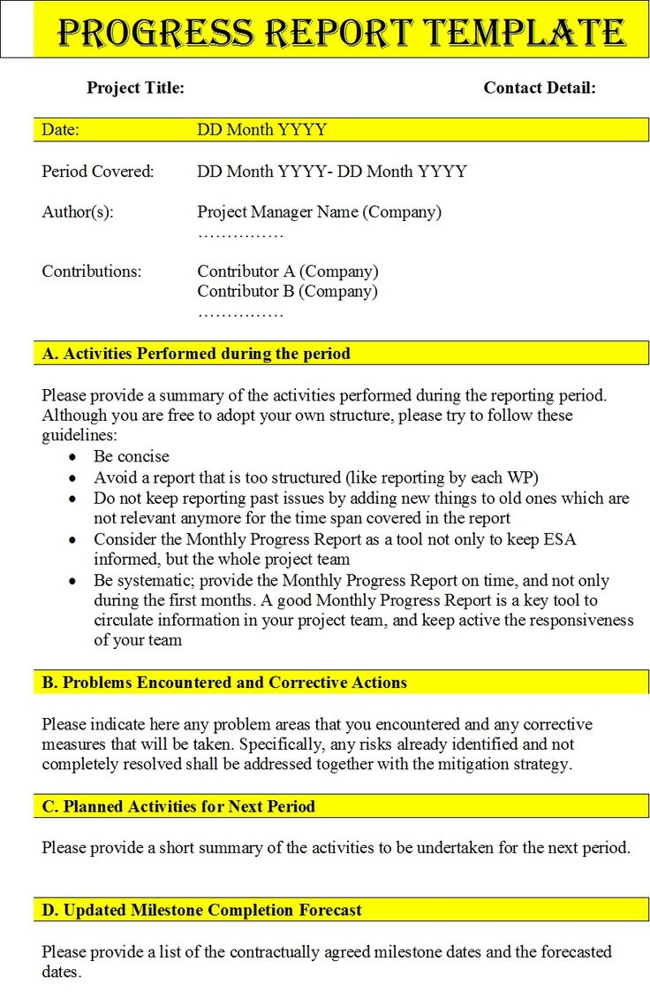 PROGRESS REPORT TEMPLATE
Project Title: Contact Detail:
Date: DD Month YYYY
Period Covered: DD Month YYYY- DD Month YYYY
Author(s): Project Manager Name (Company)
……………
Contributions: Contributor A (Company)
Contributor B (Company)
……………
A. Activities Performed during the period
Please provide a summary of the activities performed during the reporting period.
Although you are free to adopt your own structure, please try to follow these
guidelines:
• Be concise
• Avoid a report that is too structured (like reporting by each WP)
• Do not keep reporting past issues by adding new things to old ones which are
not relevant anymore for the time span covered in the report
• Consider the Monthly Progress Report as a tool not only to keep ESA
informed, but the whole project team
• Be systematic; provide the Monthly Progress Report on time, and not only
during the first months. A good Monthly Progress Report is a key tool to
circulate information in your project team, and keep active the responsiveness
of your team
B. Problems Encountered and Corrective Actions
Please indicate here any problem areas that you encountered and any corrective
measures that will be taken. Specifically, any risks already identified and not
completely resolved shall be addressed together with the mitigation strategy.
C. Planned Activities for Next Period
Please provide a short summary of the activities to be undertaken for the next period.
D. Updated Milestone Completion Forecast
Please provide a list of the contractually agreed milestone dates and the forecasted
dates.